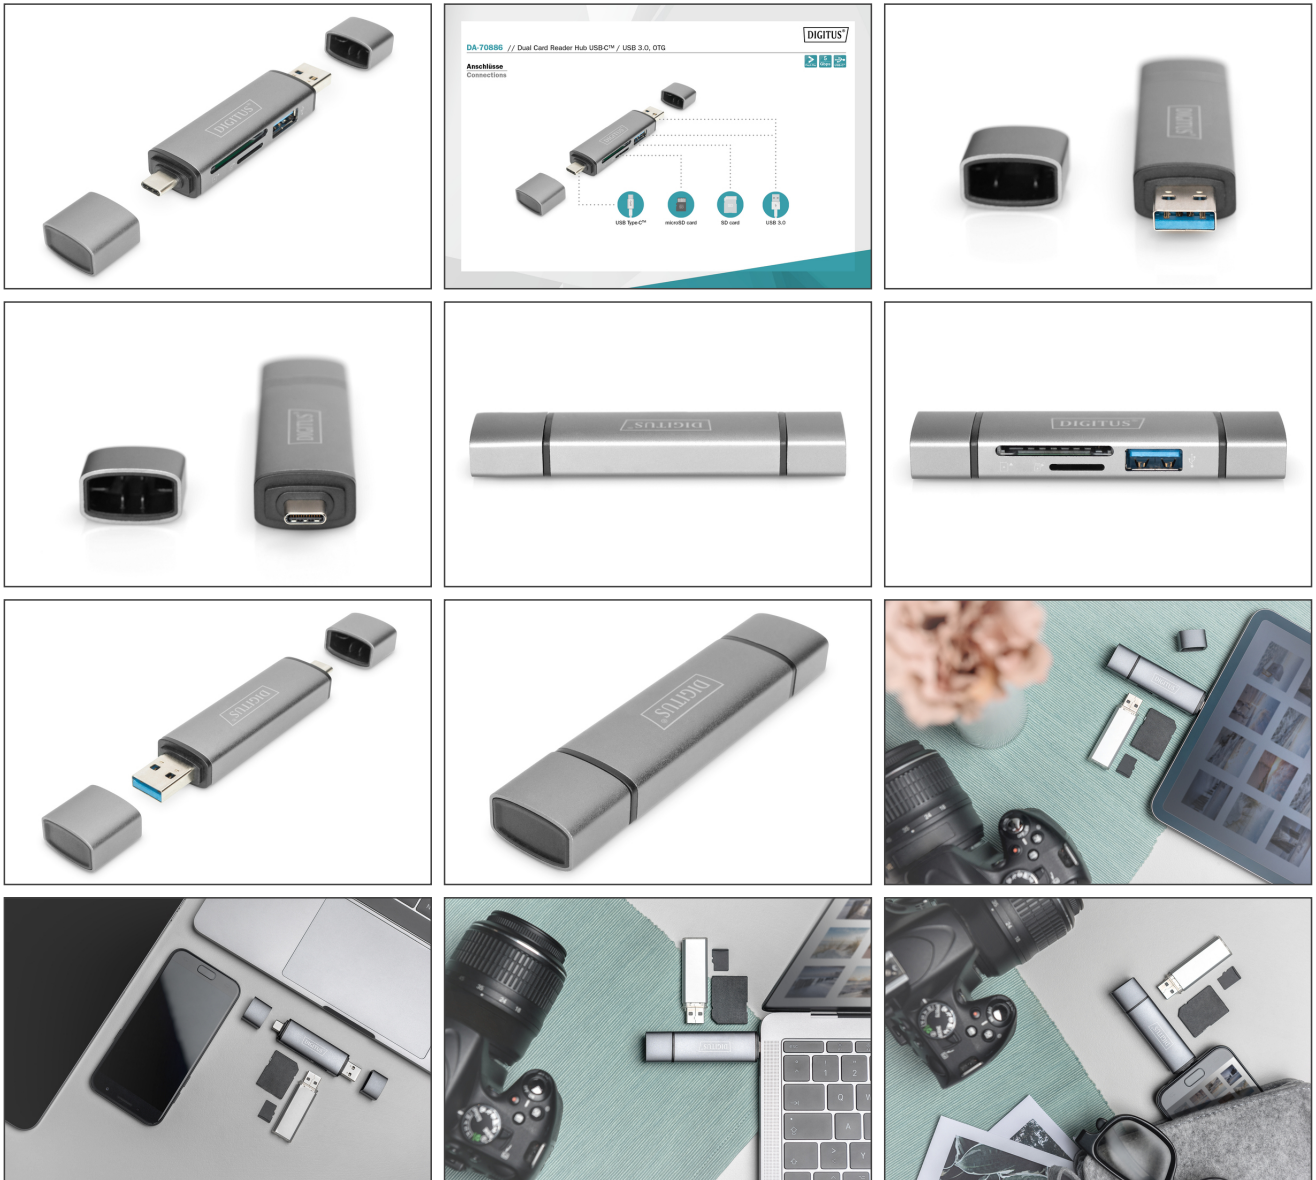 DIGITUS®
DIGITUS®
DA-70886 // Dual Card Reader Hub USB-C™ / USB 3.0, OTG
Anschlüsse
Connections
USB Type-C™
microSD card
SD card
USB 3.0
DIGITUS
DIGITUS
DIGITUS
DIGITUS
DIGITUS
DIGITUS®
DIGITUS